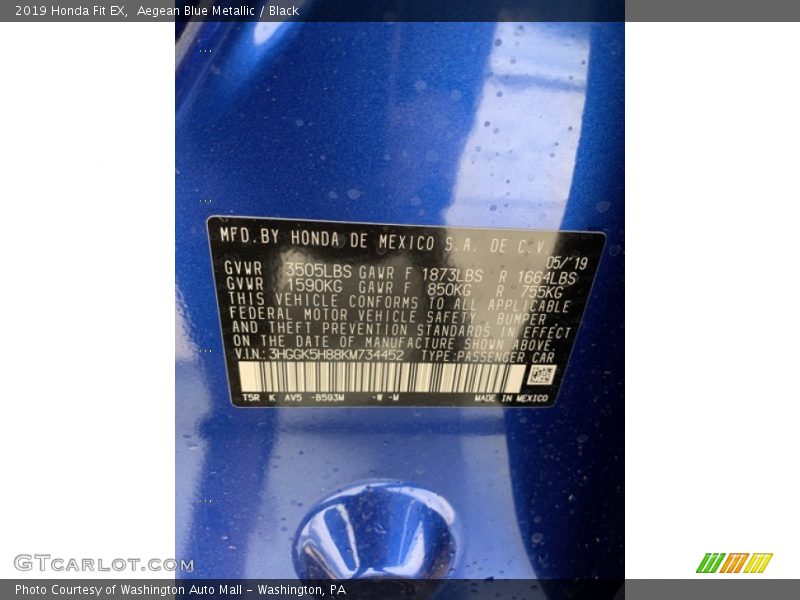 2019 Honda Fit EX, Aegean Blue Metallic / Black
MFD.BY HONDA DE MEXICO S.A. DE C.V.
05/'19
GVWR 3505LBS GAWR F 1873LBS R 1664LBS
GVWR 1590KG GAWR F 850KG R 755KG
THIS VEHICLE CONFORMS TO ALL APPLICABLE
FEDERAL MOTOR VEHICLE SAFETY, BUMPER
AND THEFT PREVENTION STANDARDS IN EFFECT
ON THE DATE OF MANUFACTURE SHOWN ABOVE
V.I.N.: 3HGGK5H88KM734452 TYPE:PASSENGER CAR
T5R K AV5 -B593M -W -M MADE IN MEXICO
GTcarlot.com
Photo Courtesy of Washington Auto Mall - Washington, PA